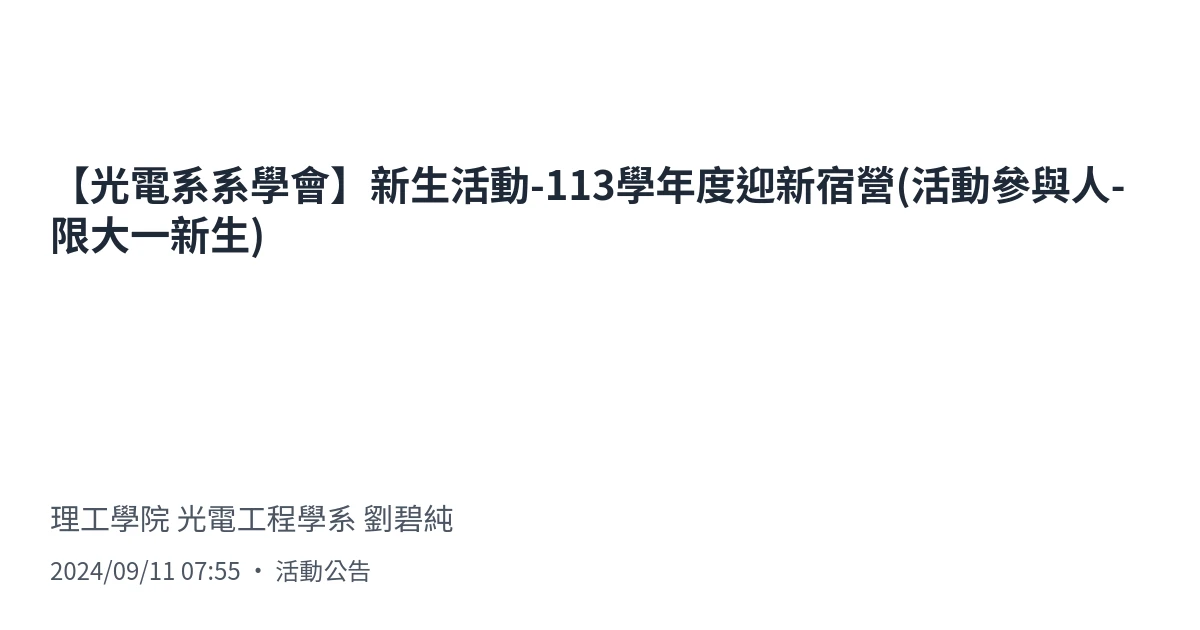 【光電系系學會】新生活動-113學年度迎新宿營(活動參與人-
限大一新生)
理工學院 光電工程學系 劉碧純
2024/09/11 07:55 • 活動公告